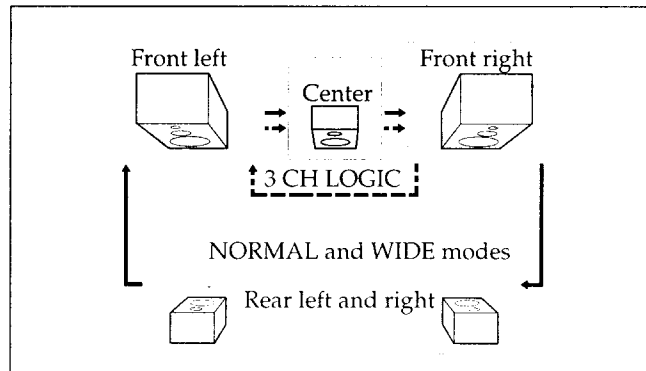 Front left
Front right
Center
3 CH LOGIC
NORMAL and WIDE modes
Rear left and right